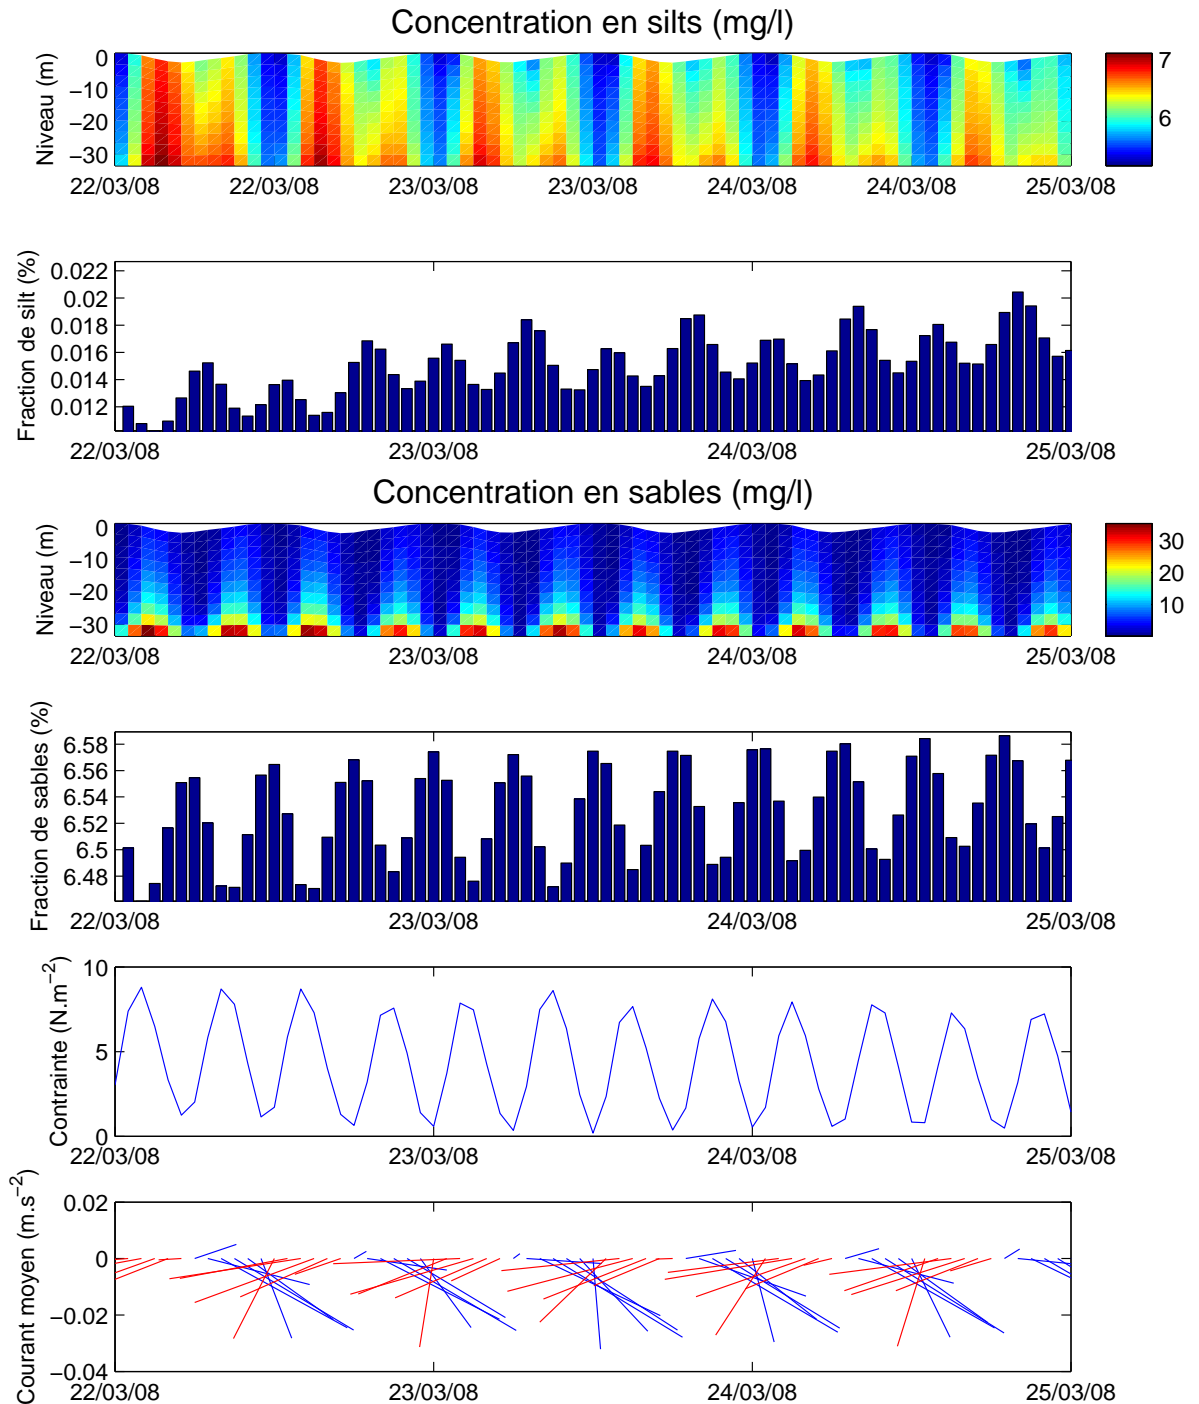 Concentration en silts (mg/l)
Niveau (m)
0
−10
−20
−30
22/03/08 22/03/08 23/03/08 23/03/08 24/03/08 24/03/08 25/03/08
7
6
Fraction de silt (%)
0.022
0.02
0.018
0.016
0.014
0.012
22/03/08 23/03/08 24/03/08 25/03/08
Concentration en sables (mg/l)
Niveau (m)
0
−10
−20
−30
22/03/08 23/03/08 24/03/08 25/03/08
30
20
10
Fraction de sables (%)
6.58
6.56
6.54
6.52
6.5
6.48
22/03/08 23/03/08 24/03/08 25/03/08
Contrainte (N.m−2)
10
5
0
22/03/08 23/03/08 24/03/08 25/03/08
Courant moyen (m.s−2)
0.02
0
−0.02
−0.04
22/03/08 23/03/08 24/03/08 25/03/08